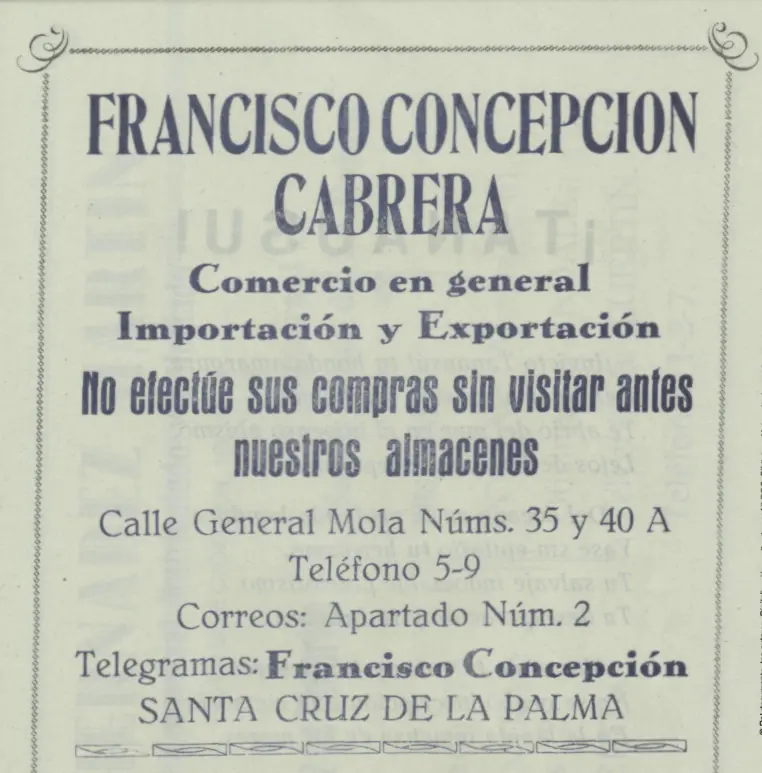 FRANCISCO CONCEPCION
CABRERA
Comercio en general
Importación y Exportación
No efectúe sus compras sin visitar antes
nuestros almacenes
Calle General Mola Núms. 35 y 40 A
Teléfono 5-9
Correos: Apartado Núm. 2
Telegramas: Francisco Concepción
SANTA CRUZ DE LA PALMA